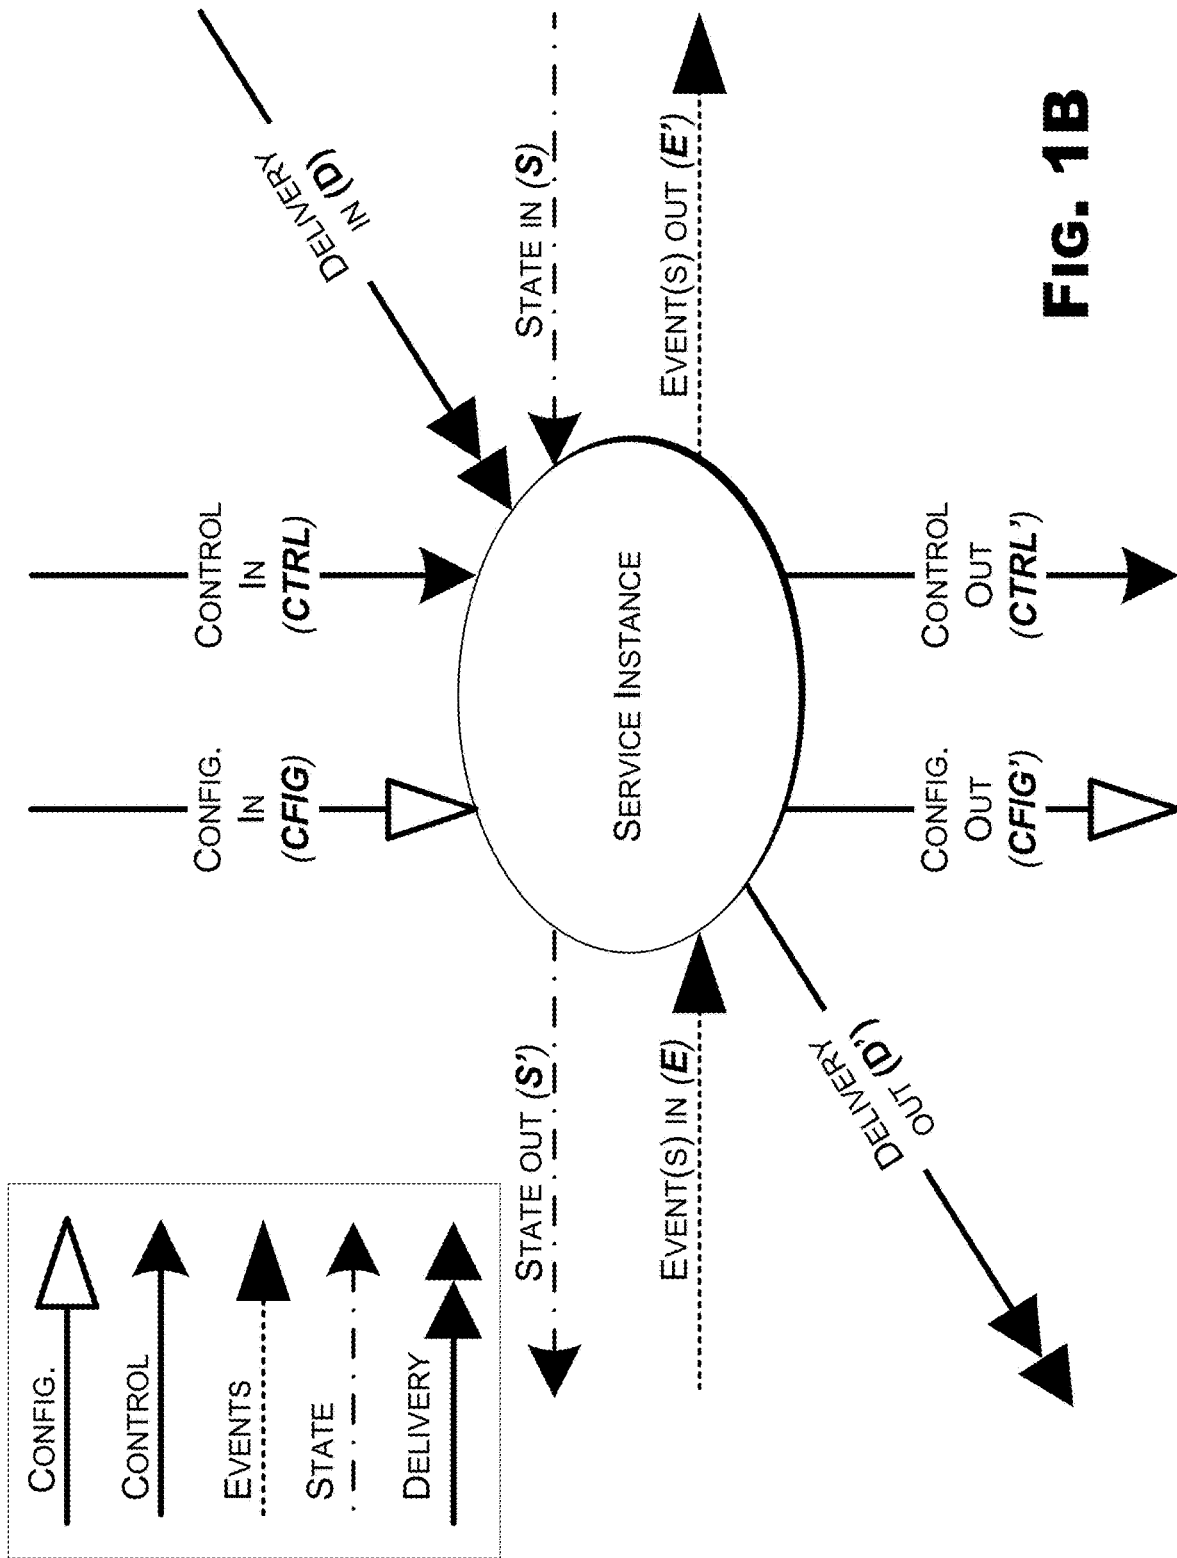 CONFIG.
CONTROL
EVENTS
STATE
DELIVERY
CONFIG.
IN
(CFIG)
CONTROL
IN
(CTRL)
DELIVERY
IN (D)
STATE OUT (S')
STATE IN (S)
SERVICE INSTANCE
EVENT(S) IN (E)
EVENT(S) OUT (E')
DELIVERY
OUT (D')
CONFIG.
OUT
(CFIG')
CONTROL
OUT
(CTRL')
FIG. 1B